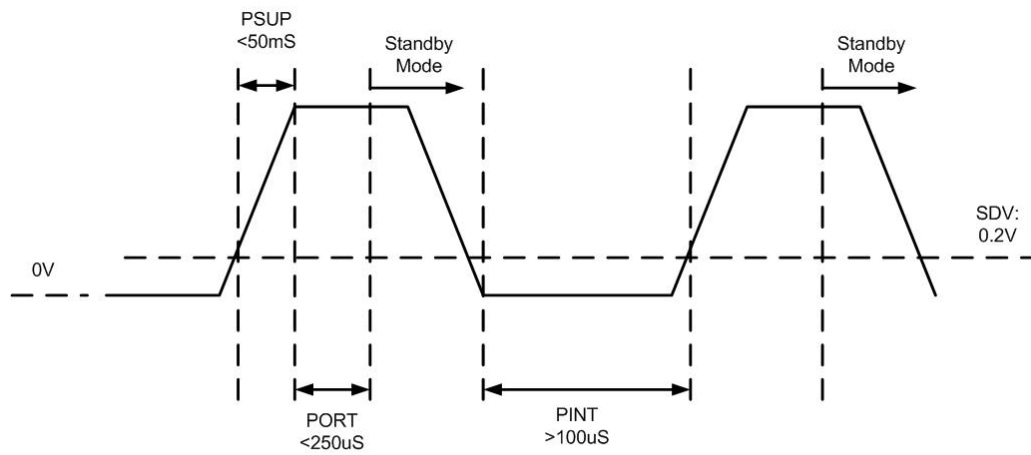 PSUP
<50mS
Standby
Mode
Standby
Mode
SDV:
0.2V
0V
PORT
<250uS
PINT
>100uS